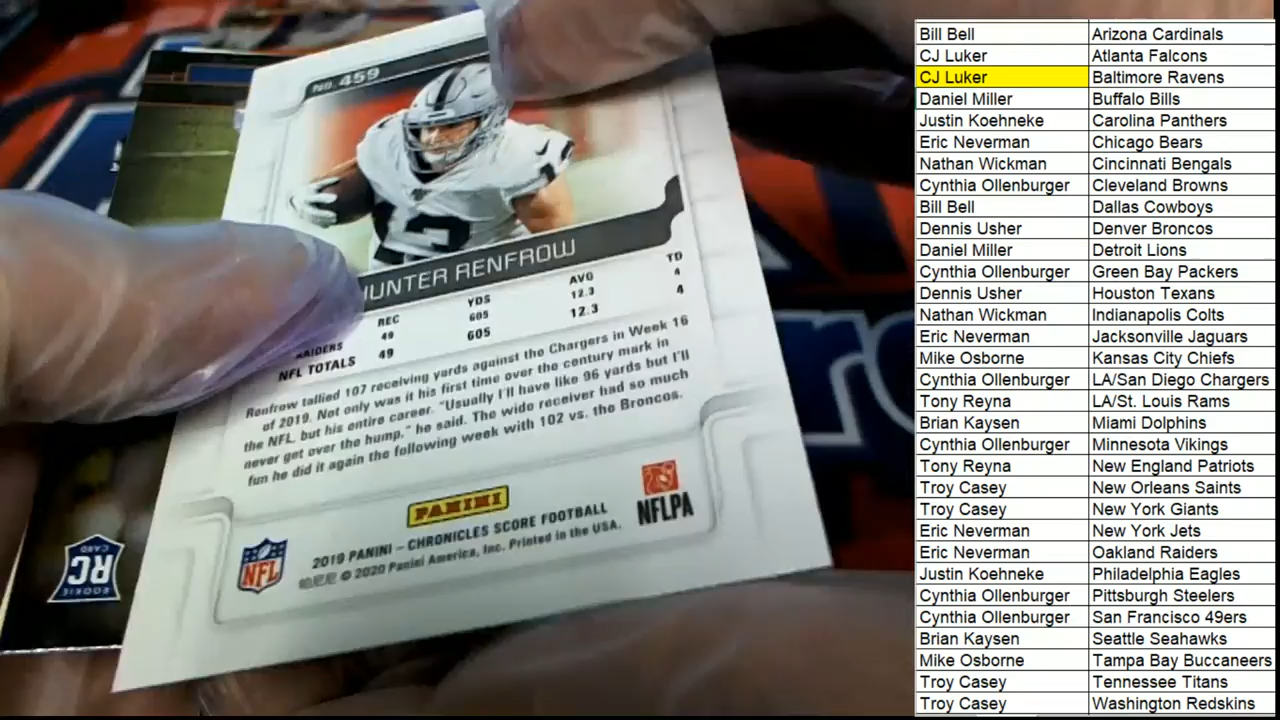 NO. 459
HUNTER RENFROW
REC YDS AVG TD
RAIDERS 49 605 12.3 4
NFL TOTALS 49 605 12.3 4
Renfrow tallied 107 receiving yards against the Chargers in Week 16
of 2019. Not only was it his first time over the century mark in
the NFL, but his entire career. "Usually I'll have like 96 yards but I'll
never get over the hump," he said. The wide receiver had so much
fun he did it again the following week with 102 vs. the Broncos.
PANINI
NFL
NFLPA
2019 PANINI – CHRONICLES SCORE FOOTBALL
帕尼尼 © 2020 Panini America, Inc. Printed in the USA.
RC
CARD
ROOKIE
Bill Bell Arizona Cardinals
CJ Luker Atlanta Falcons
CJ Luker Baltimore Ravens
Daniel Miller Buffalo Bills
Justin Koehneke Carolina Panthers
Eric Neverman Chicago Bears
Nathan Wickman Cincinnati Bengals
Cynthia Ollenburger Cleveland Browns
Bill Bell Dallas Cowboys
Dennis Usher Denver Broncos
Daniel Miller Detroit Lions
Cynthia Ollenburger Green Bay Packers
Dennis Usher Houston Texans
Nathan Wickman Indianapolis Colts
Eric Neverman Jacksonville Jaguars
Mike Osborne Kansas City Chiefs
Cynthia Ollenburger LA/San Diego Chargers
Tony Reyna LA/St. Louis Rams
Brian Kaysen Miami Dolphins
Cynthia Ollenburger Minnesota Vikings
Tony Reyna New England Patriots
Troy Casey New Orleans Saints
Troy Casey New York Giants
Eric Neverman New York Jets
Eric Neverman Oakland Raiders
Justin Koehneke Philadelphia Eagles
Cynthia Ollenburger Pittsburgh Steelers
Cynthia Ollenburger San Francisco 49ers
Brian Kaysen Seattle Seahawks
Mike Osborne Tampa Bay Buccaneers
Troy Casey Tennessee Titans
Troy Casey Washington Redskins